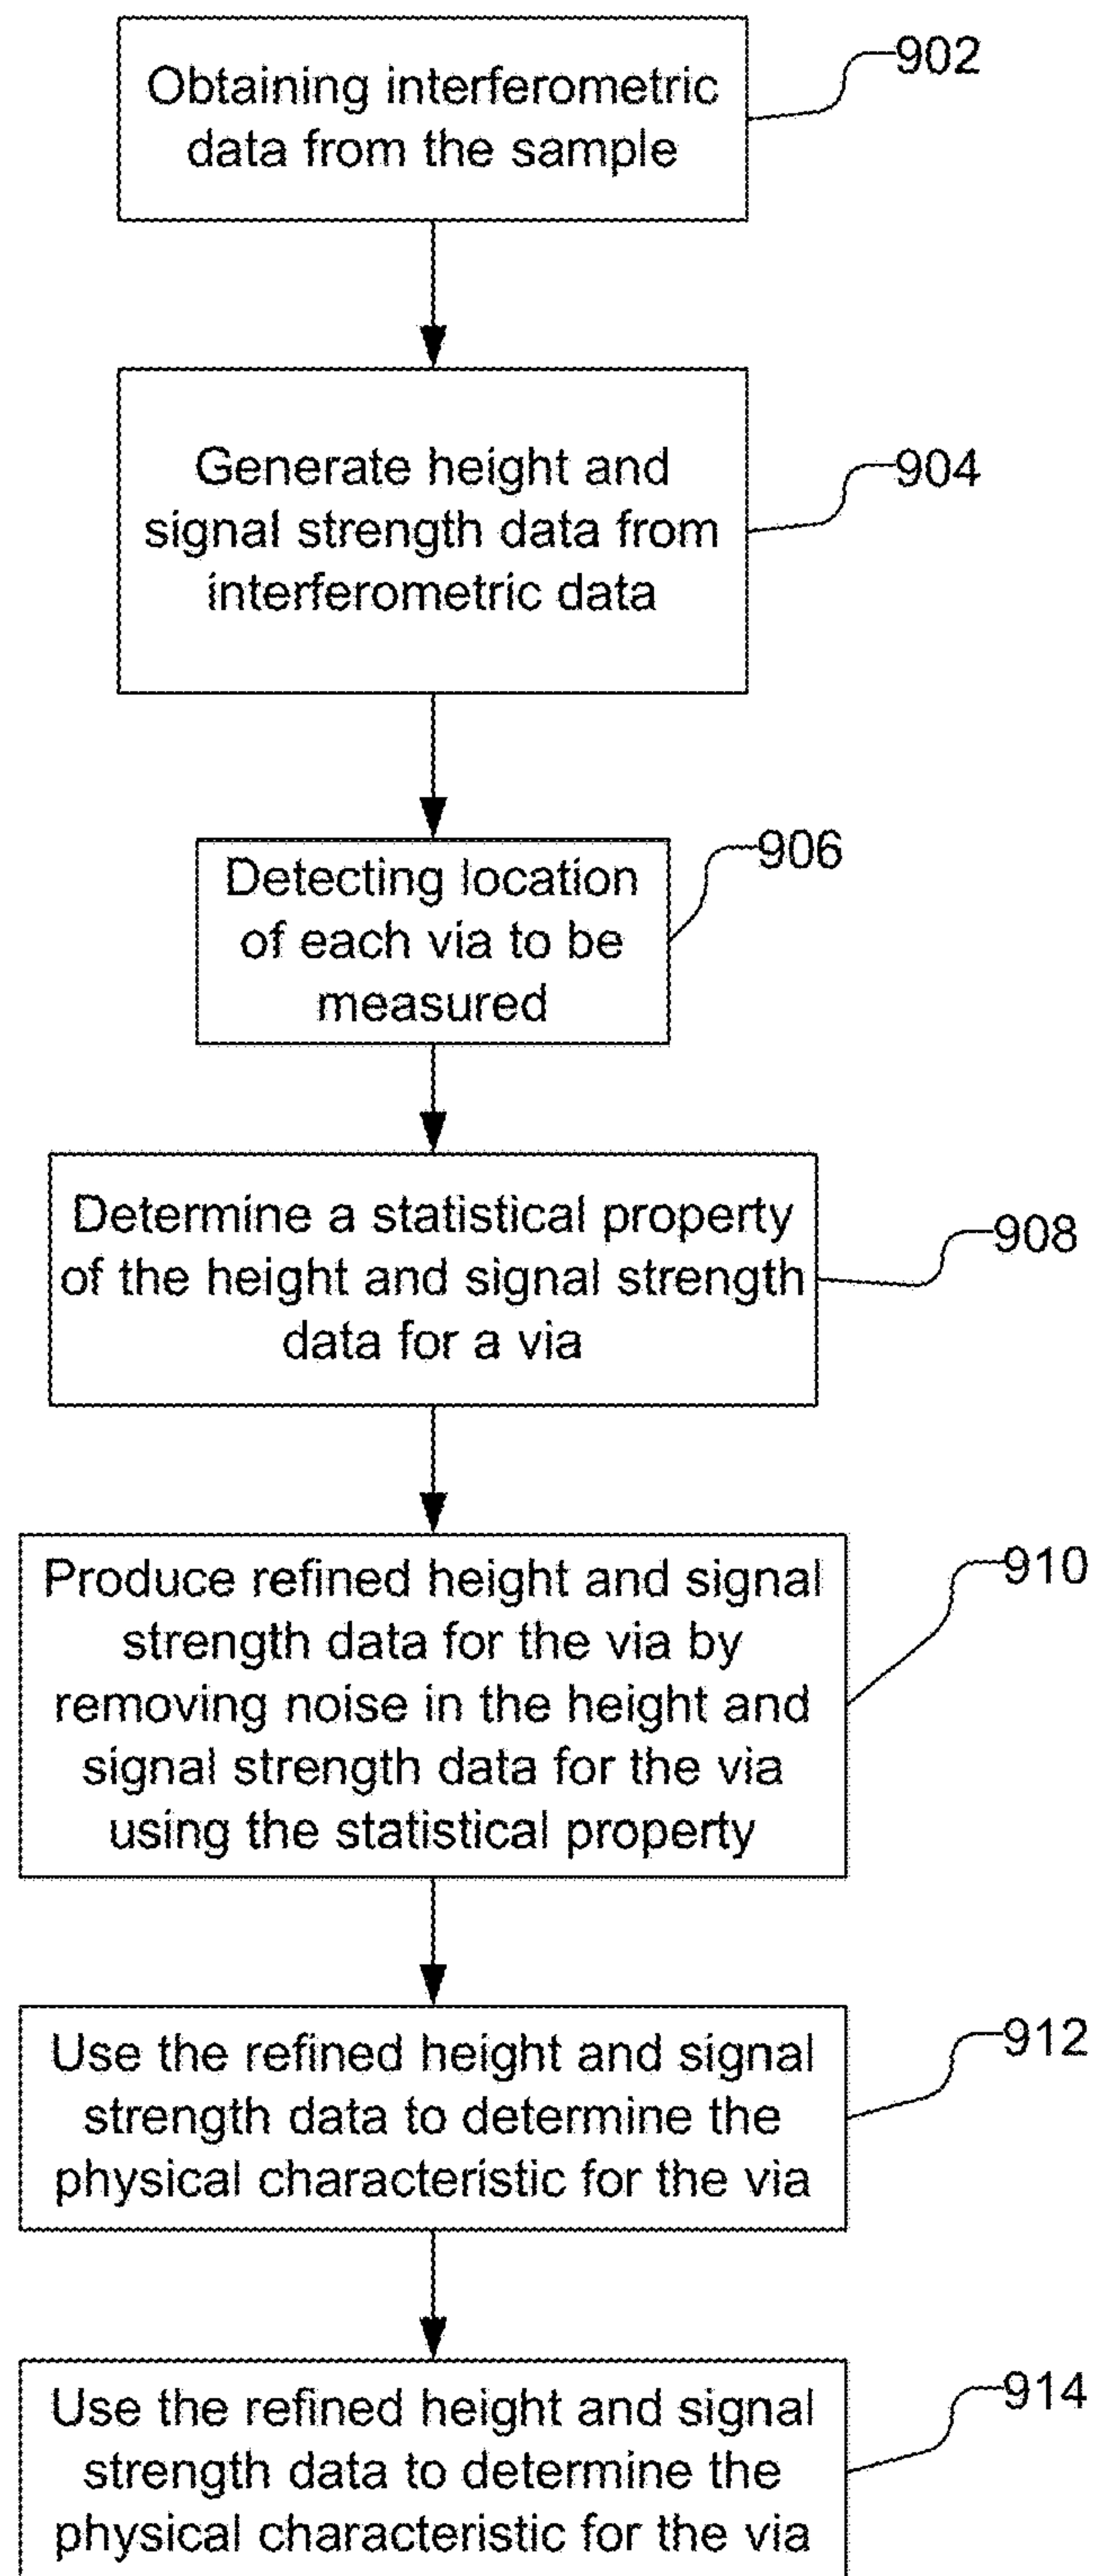 902
Obtaining interferometric
data from the sample
904
Generate height and
signal strength data from
interferometric data
906
Detecting location
of each via to be
measured
908
Determine a statistical property
of the height and signal strength
data for a via
910
Produce refined height and signal
strength data for the via by
removing noise in the height and
signal strength data for the via
using the statistical property
912
Use the refined height and signal
strength data to determine the
physical characteristic for the via
914
Use the refined height and signal
strength data to determine the
physical characteristic for the via